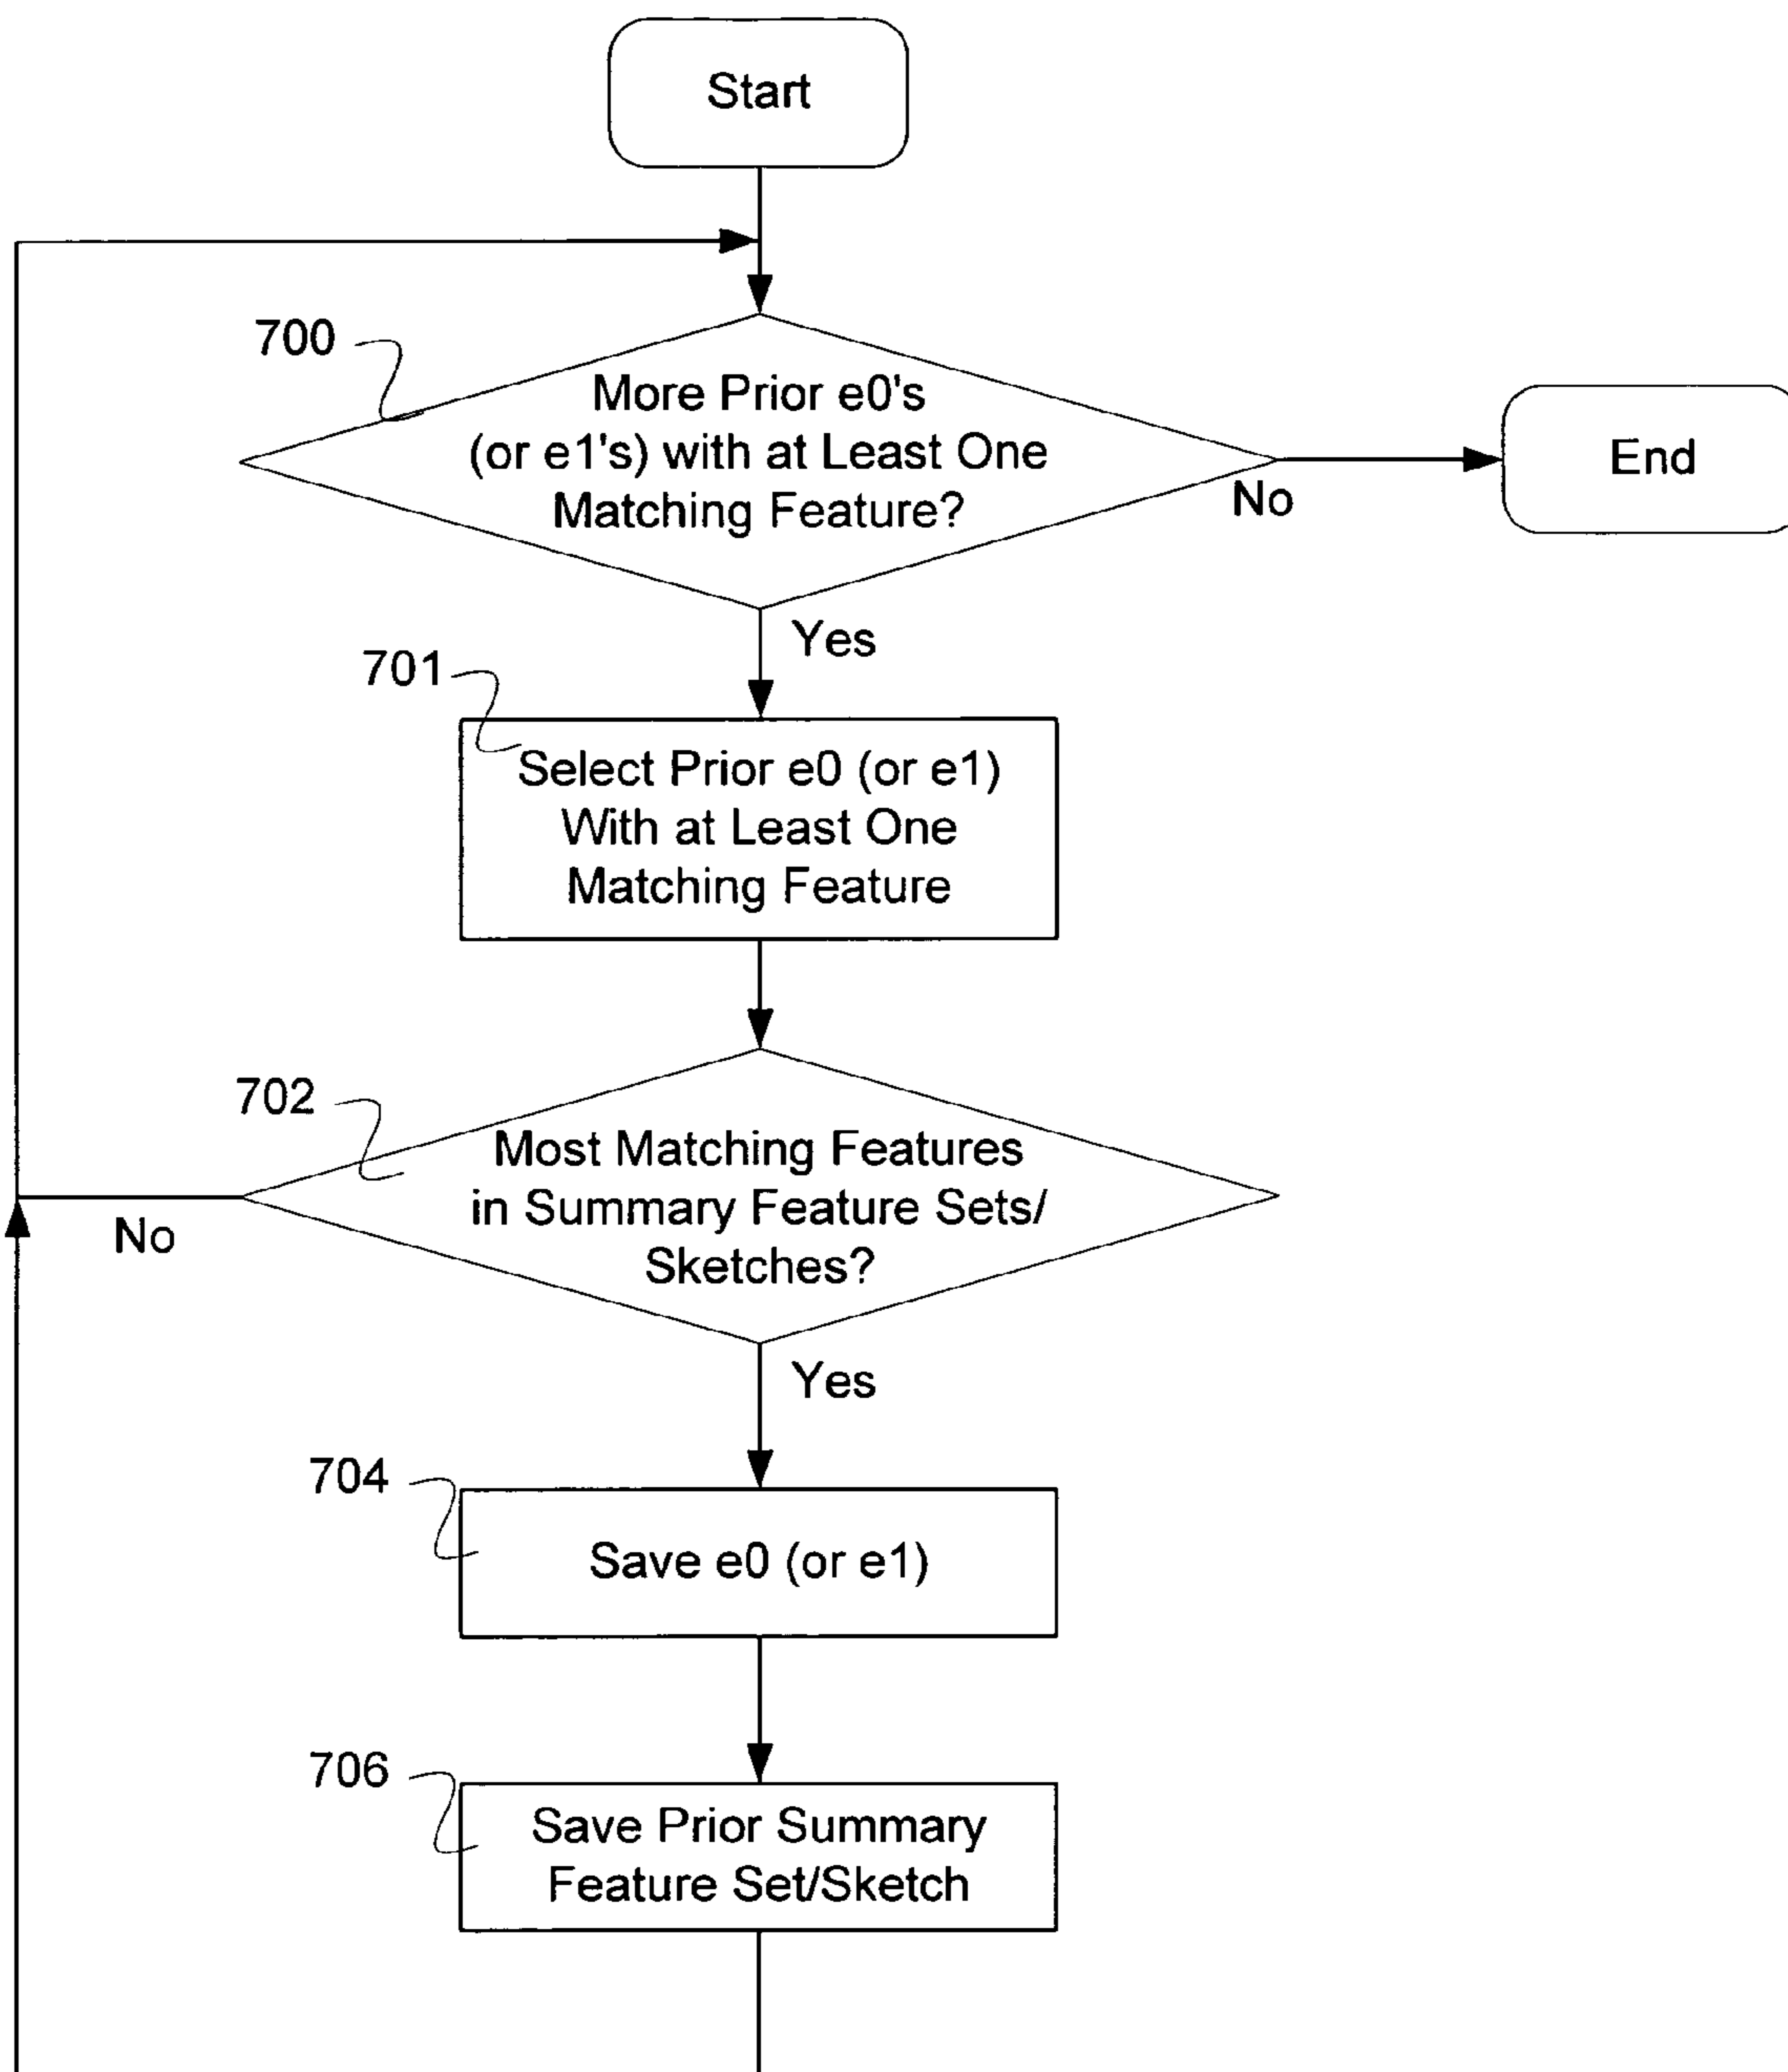 Start
700
More Prior e0's
(or e1's) with at Least One
Matching Feature?
No
End
Yes
701
Select Prior e0 (or e1)
With at Least One
Matching Feature
702
Most Matching Features
in Summary Feature Sets/
Sketches?
No
Yes
704
Save e0 (or e1)
706
Save Prior Summary
Feature Set/Sketch